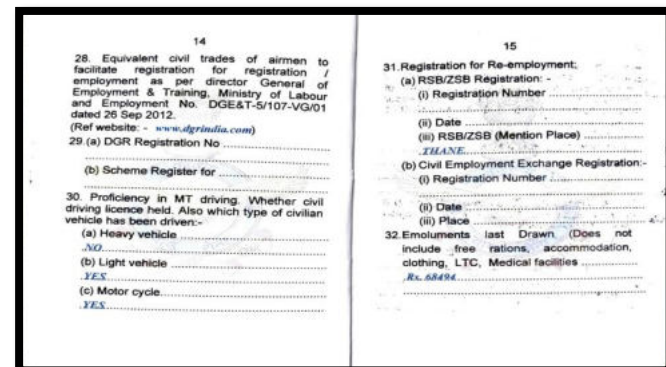 14
28. Equivalent civil trades of airmen to
facilitate registration for registration /
employment as per director General of
Employment & Training, Ministry of Labour
and Employment No. DGE&T-5/107-VG/01
dated 26 Sep 2012.
(Ref website: - www.dgrindia.com)
29.(a) DGR Registration No ..............................
(b) Scheme Register for ..............................
30. Proficiency in MT driving. Whether civil
driving licence held. Also which type of civilian
vehicle has been driven:-
(a) Heavy vehicle ..............................
NO
(b) Light vehicle ..............................
YES
(c) Motor cycle..............................
YES
15
31.Registration for Re-employment;
(a) RSB/ZSB Registration: -
(i) Registration Number ..............................
(ii) Date ..............................
(iii) RSB/ZSB (Mention Place) ..............................
THANE
(b) Civil Employment Exchange Registration:-
(i) Registration Number ..............................
(ii) Date ..............................
(iii) Place ..............................
32.Emoluments last Drawn (Does not
include free rations, accommodation,
clothing, LTC, Medical facilities ..............................
Rs. 68494